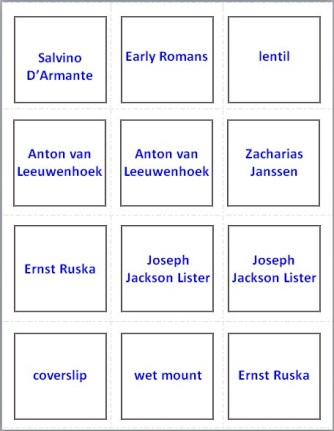 Salvino
D'Armante
Early Romans
lentil
Anton van
Leeuwenhoek
Anton van
Leeuwenhoek
Zacharias
Janssen
Ernst Ruska
Joseph
Jackson Lister
Joseph
Jackson Lister
coverslip
wet mount
Ernst Ruska